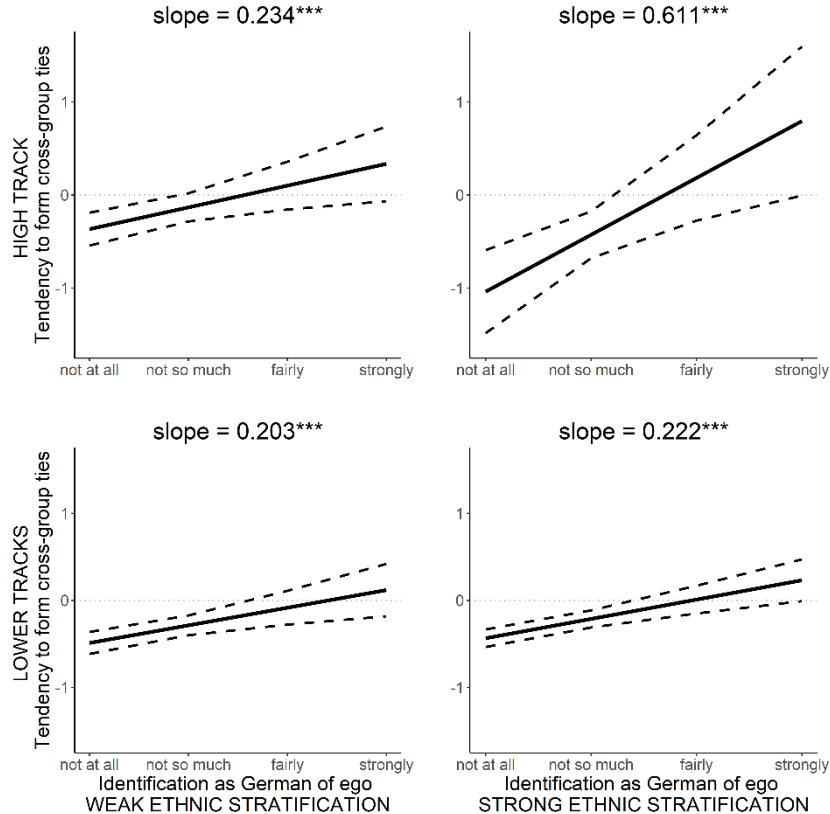 slope = 0.234***
slope = 0.611***
HIGH TRACK
Tendency to form cross-group ties
1
0
-1
not at all not so much fairly strongly
1
0
-1
not at all not so much fairly strongly
slope = 0.203***
slope = 0.222***
LOWER TRACKS
Tendency to form cross-group ties
1
0
-1
not at all not so much fairly strongly
Identification as German of ego
WEAK ETHNIC STRATIFICATION
1
0
-1
not at all not so much fairly strongly
Identification as German of ego
STRONG ETHNIC STRATIFICATION